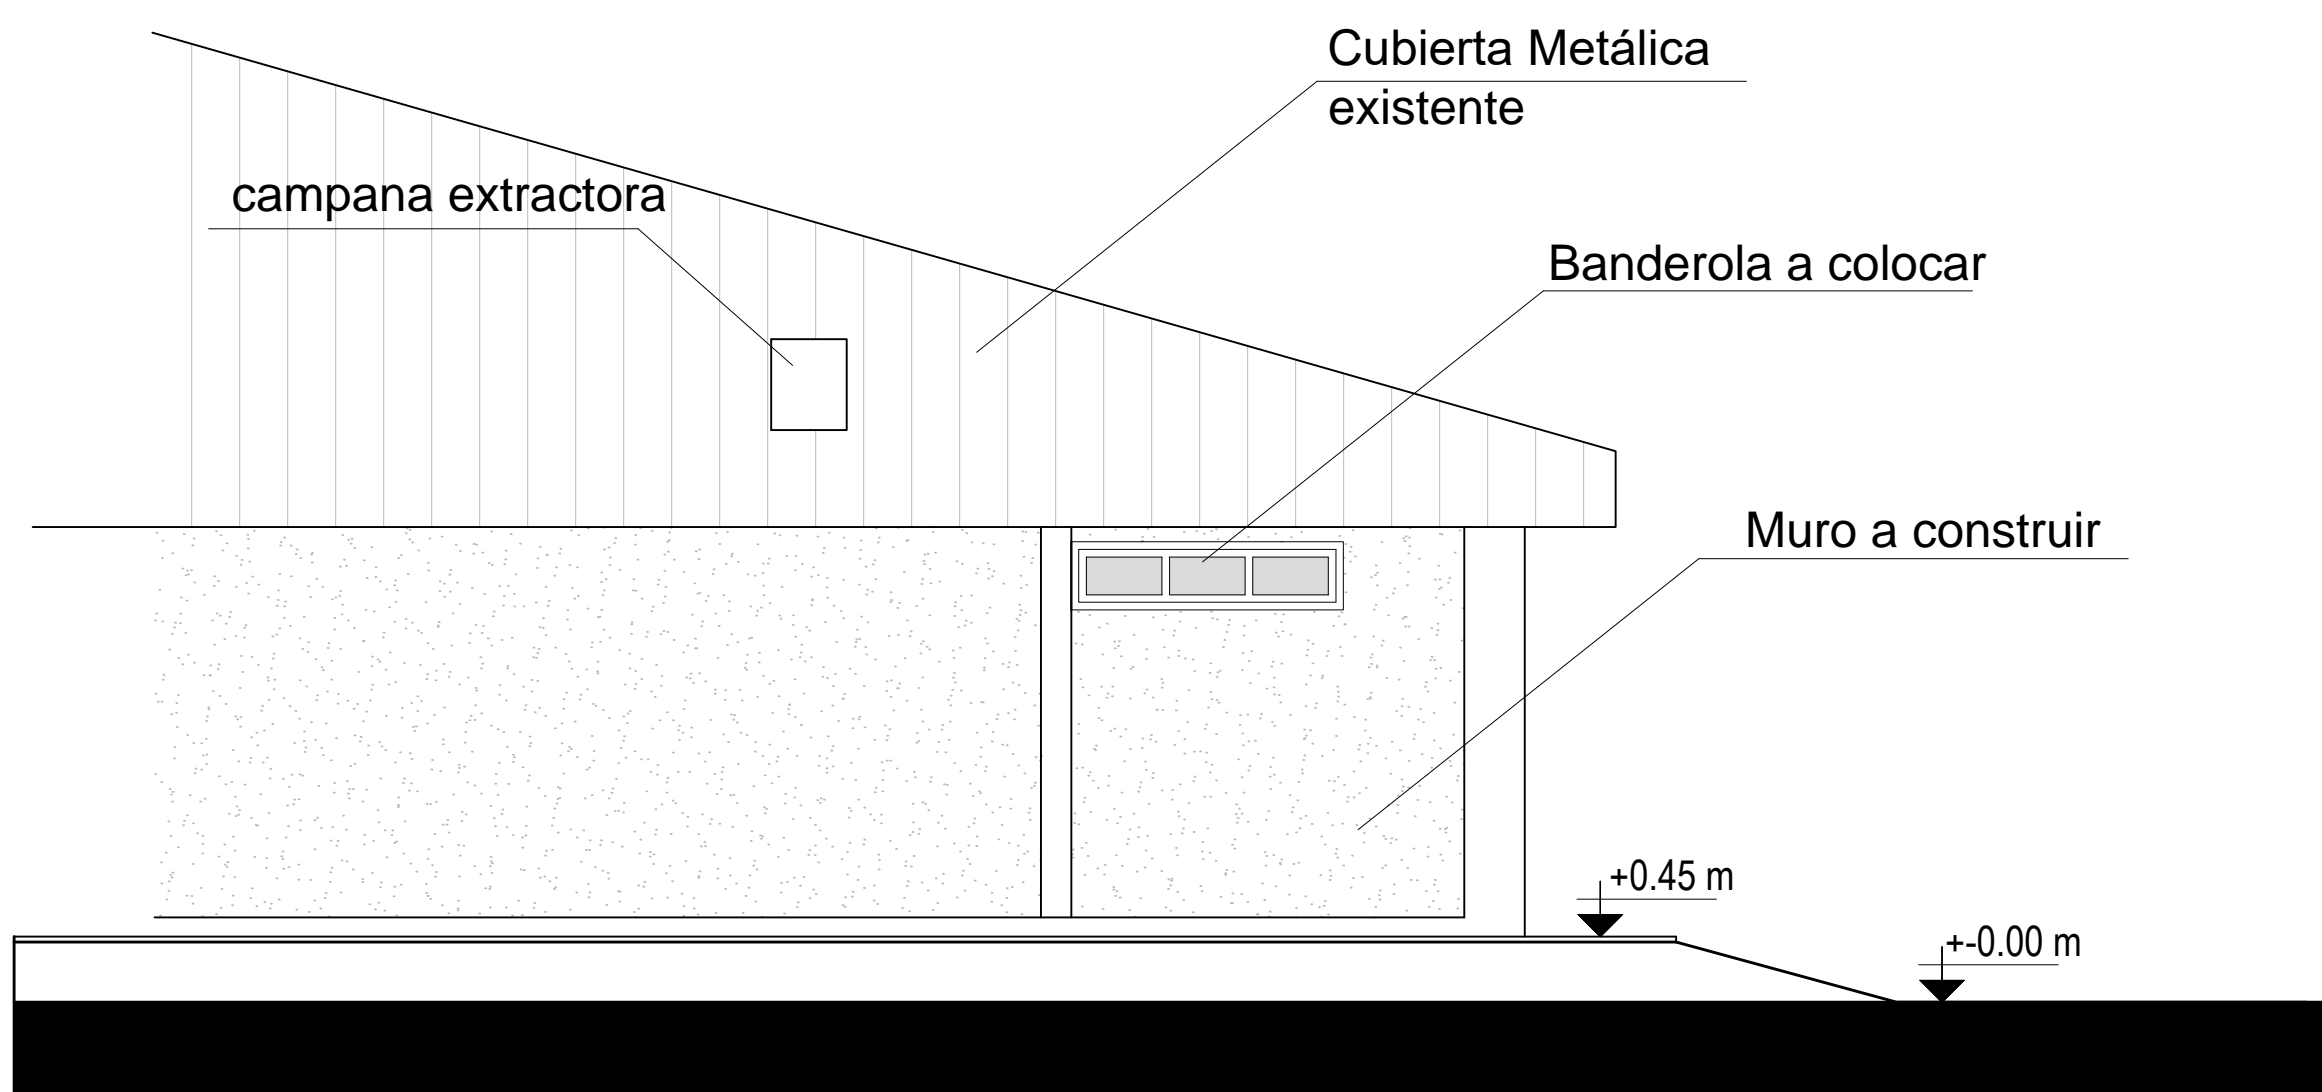 Cubierta Metálica
existente
campana extractora
Banderola a colocar
Muro a construir
+0.45 m
+-0.00 m